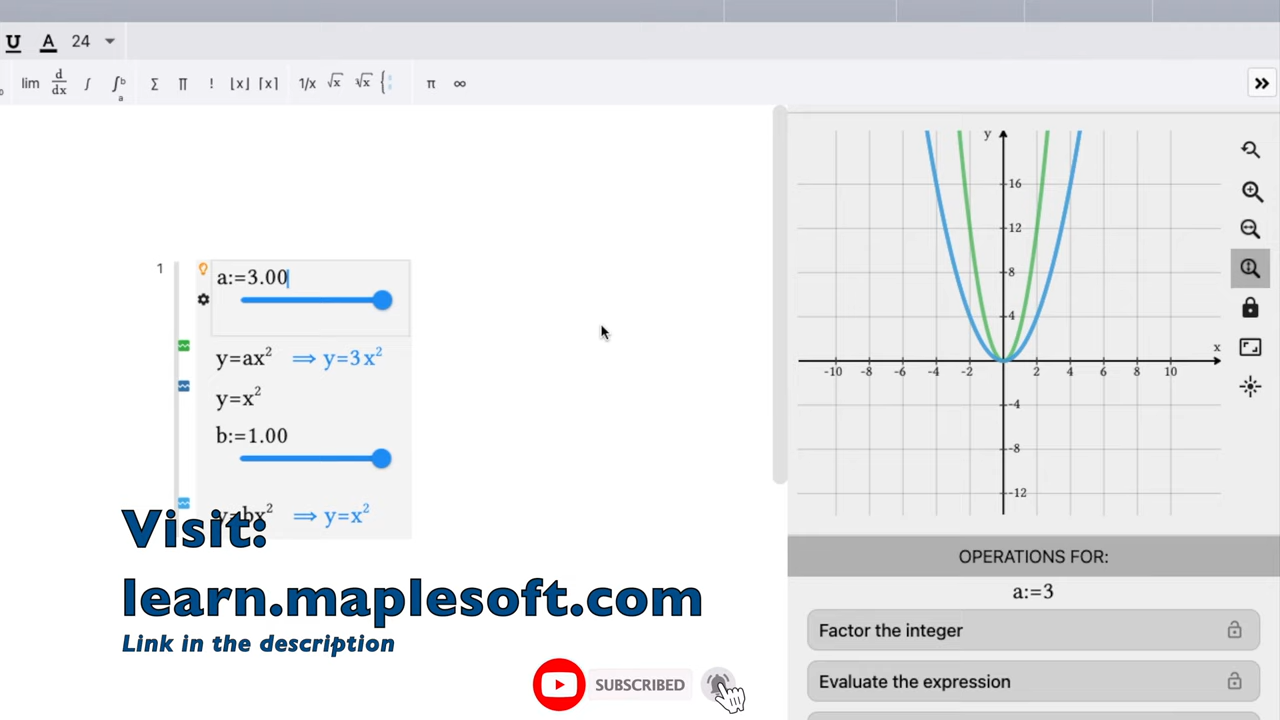 U A 24
lim d/dx ∫ ∫ᵇₐ Σ Π ! ⌊x⌋ ⌈x⌉ 1/x √x ∛x { π ∞
»
1
a:=3.00
y=ax² ⟹ y=3x²
y=x²
b:=1.00
y=bx² ⟹ y=x²
Visit:
learn.maplesoft.com
Link in the description
SUBSCRIBED
y
16
12
8
4
x
-10 -8 -6 -4 -2 2 4 6 8 10
-4
-8
-12
OPERATIONS FOR:
a:=3
Factor the integer
Evaluate the expression